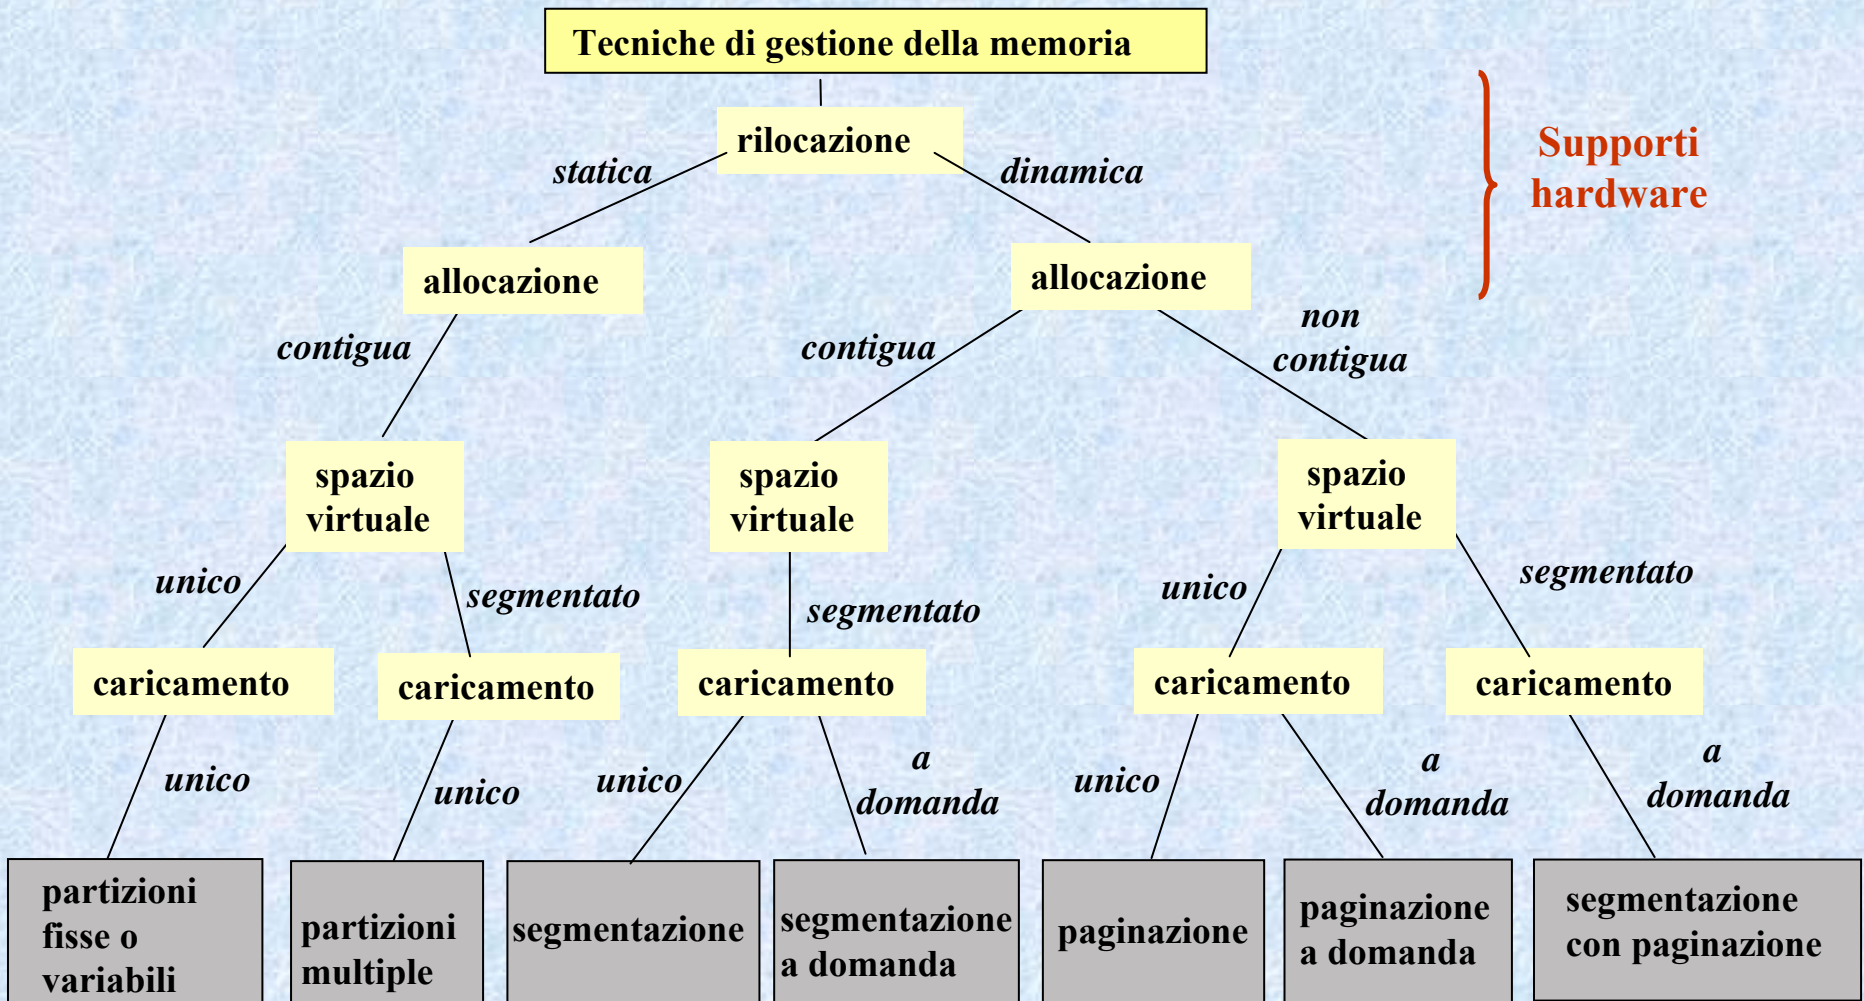 Tecniche di gestione della memoria
rilocazione
Supporti
hardware
statica
dinamica
allocazione
allocazione
contigua
contigua
non
contigua
spazio
virtuale
spazio
virtuale
spazio
virtuale
unico
segmentato
segmentato
unico
segmentato
caricamento
caricamento
caricamento
caricamento
caricamento
unico
unico
unico
a
domanda
unico
a
domanda
a
domanda
partizioni
fisse o
variabili
partizioni
multiple
segmentazione
segmentazione
a domanda
paginazione
paginazione
a domanda
segmentazione
con paginazione